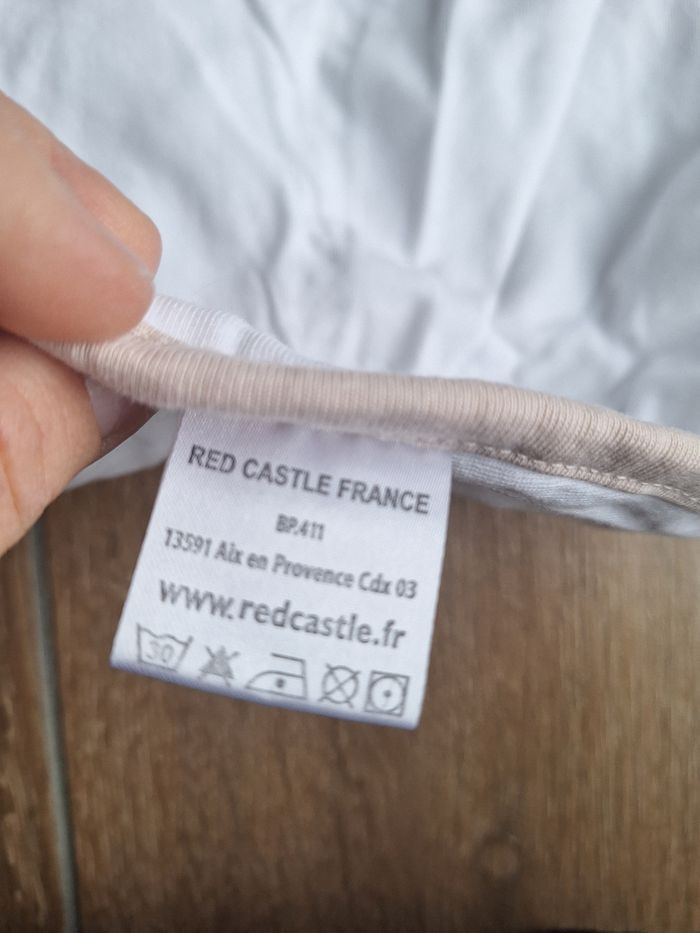 RED CASTLE FRANCE
BP.411
13591 Aix en Provence Cdx 03
www.redcastle.fr
30